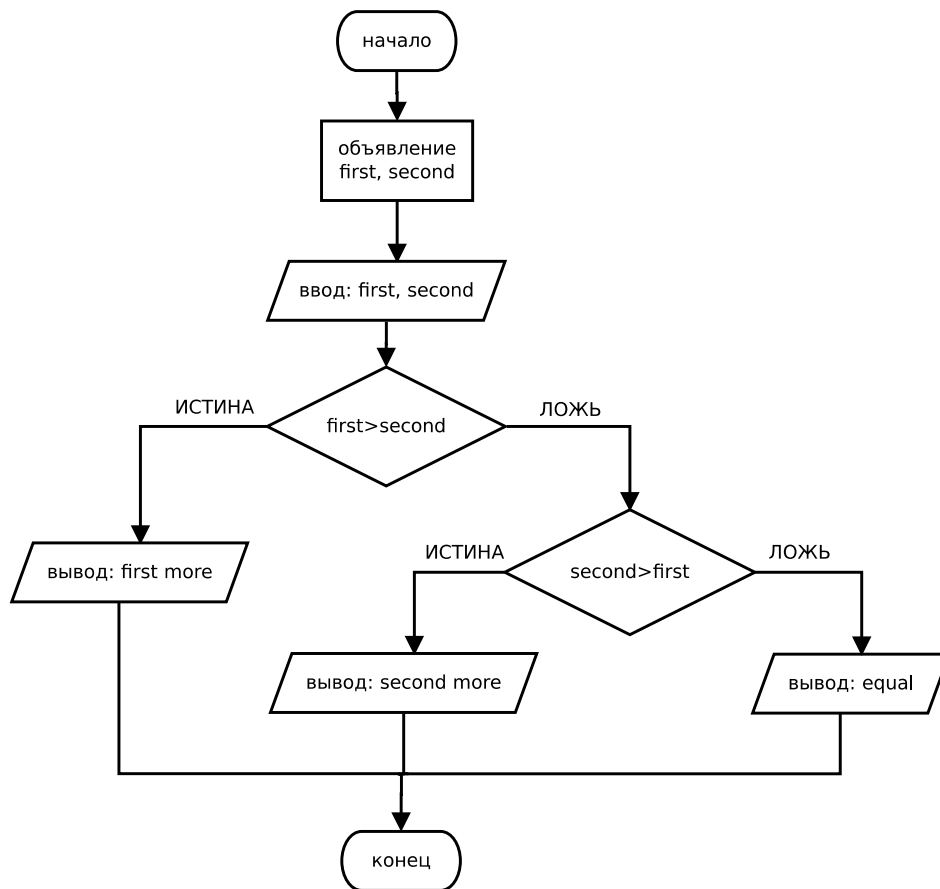 начало
объявление
first, second
ввод: first, second
first>second
ИСТИНА
ЛОЖЬ
вывод: first more
second>first
ИСТИНА
ЛОЖЬ
вывод: second more
вывод: equal
конец